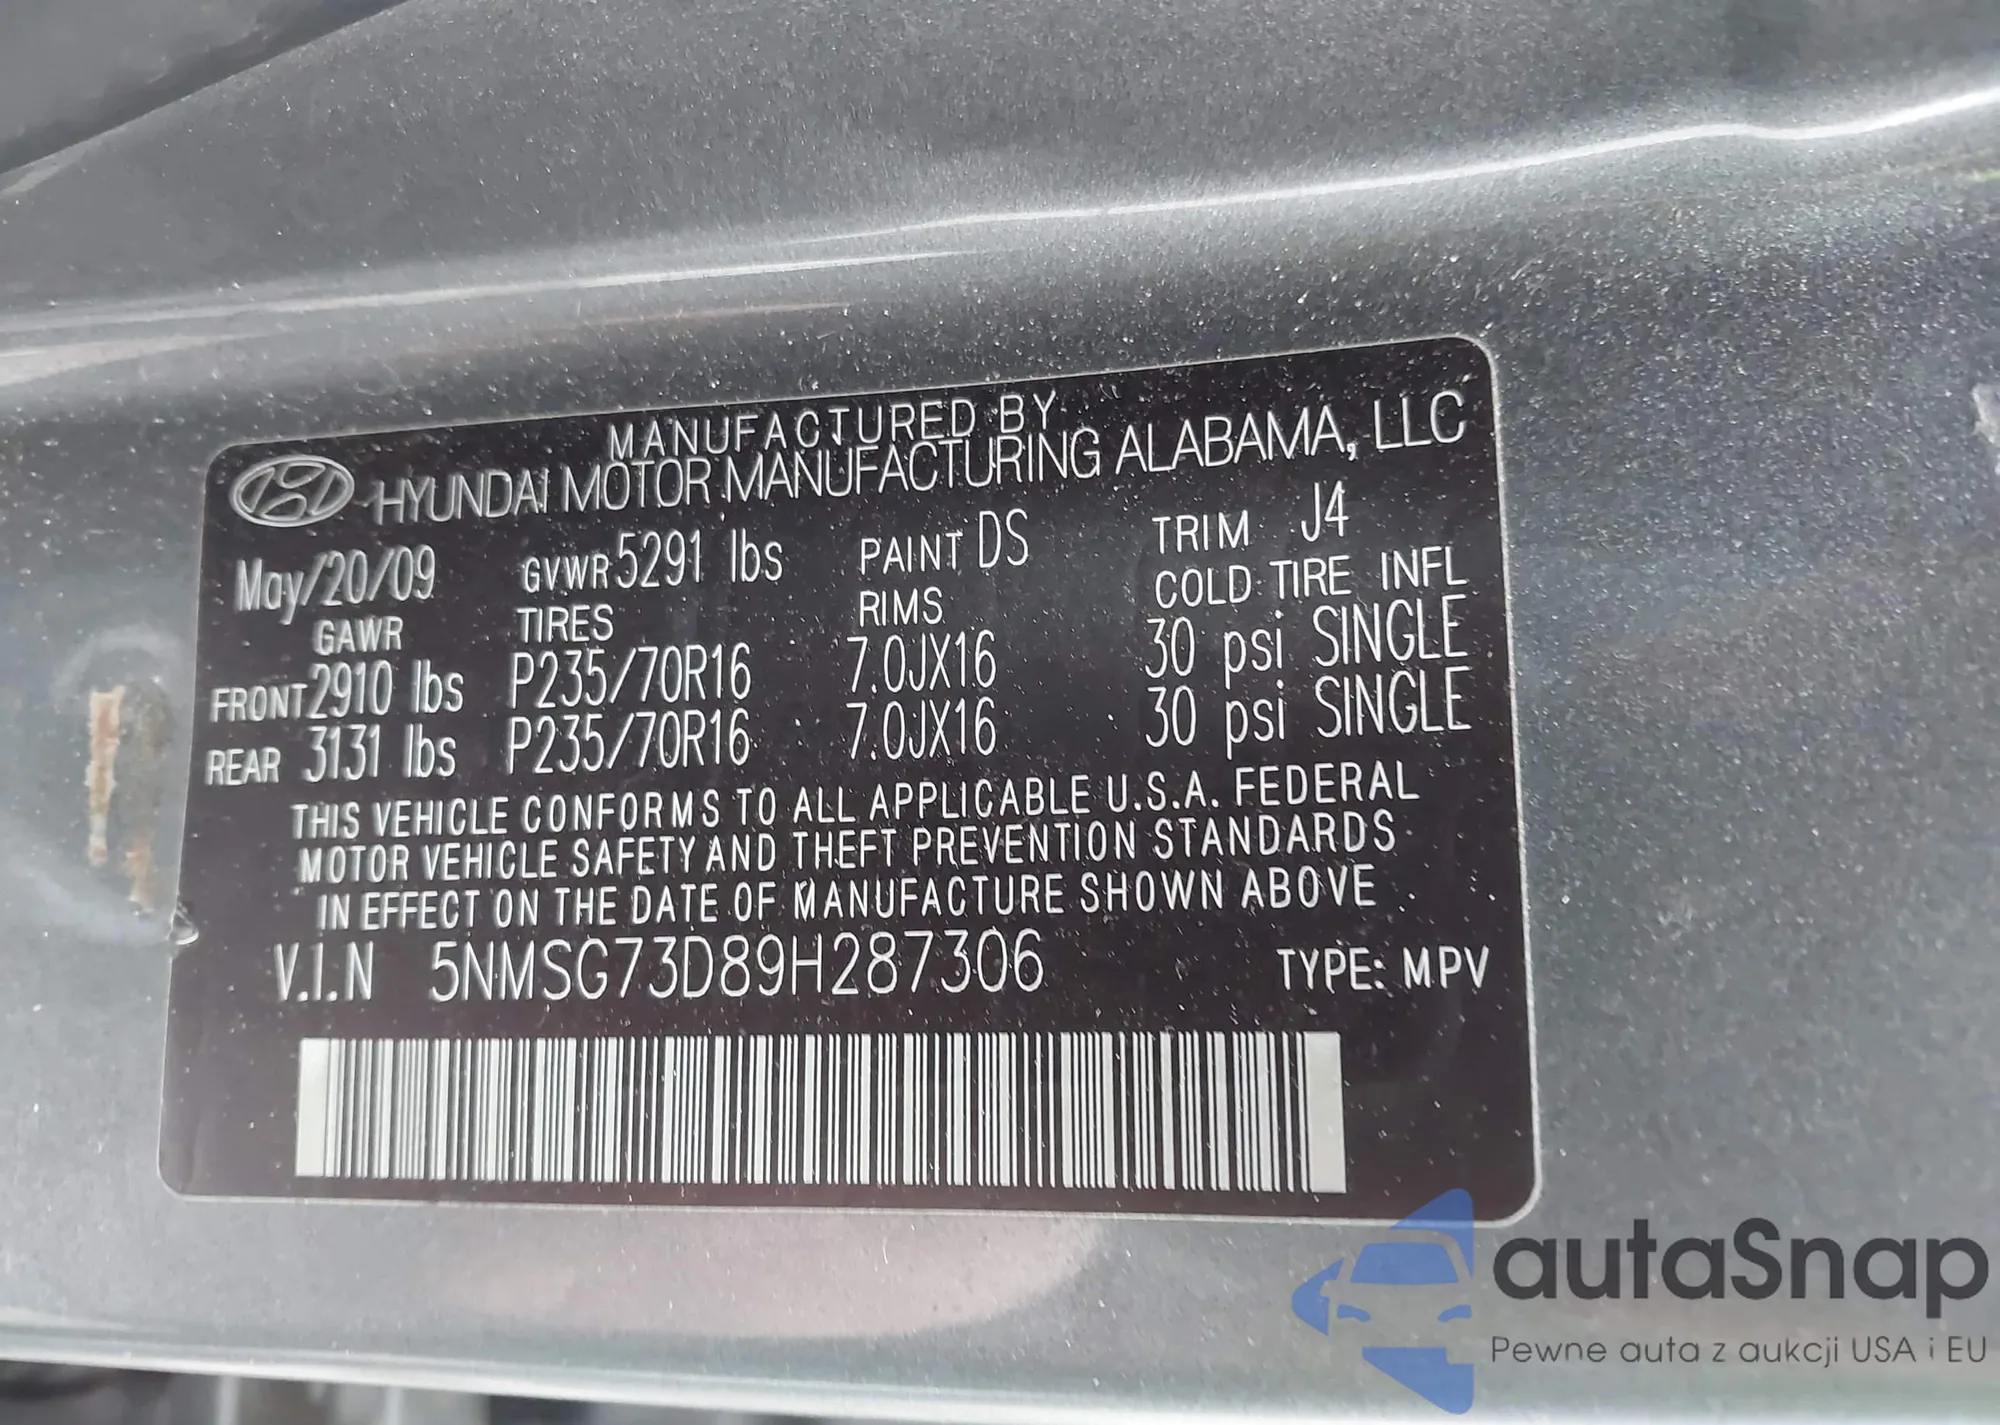 MANUFACTURED BY
HYUNDAI MOTOR MANUFACTURING ALABAMA, LLC
May/20/09 GVWR 5291 lbs PAINT DS TRIM J4
GAWR TIRES RIMS COLD TIRE INFL
FRONT 2910 lbs P235/70R16 7.0JX16 30 psi SINGLE
REAR 3131 lbs P235/70R16 7.0JX16 30 psi SINGLE
THIS VEHICLE CONFORMS TO ALL APPLICABLE U.S.A. FEDERAL
MOTOR VEHICLE SAFETY AND THEFT PREVENTION STANDARDS
IN EFFECT ON THE DATE OF MANUFACTURE SHOWN ABOVE
V.I.N 5NMSG73D89H287306 TYPE: MPV
autaSnap
Pewne auta z aukcji USA i EU